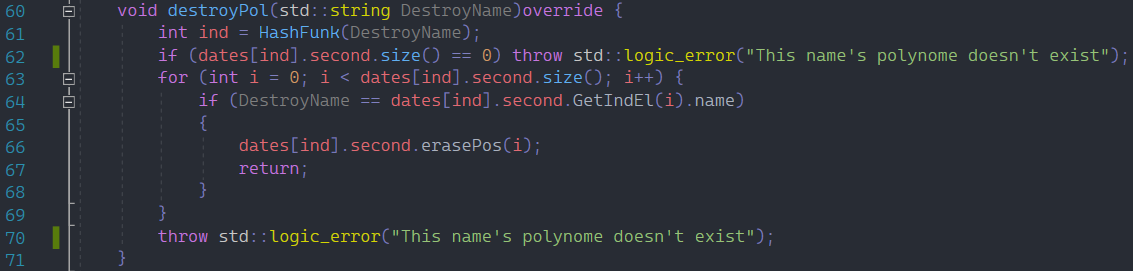 60 void destroyPol(std::string DestroyName)override {
61 int ind = HashFunk(DestroyName);
62 if (dates[ind].second.size() == 0) throw std::logic_error("This name's polynome doesn't exist");
63 for (int i = 0; i < dates[ind].second.size(); i++) {
64 if (DestroyName == dates[ind].second.GetIndEl(i).name)
65 {
66 dates[ind].second.erasePos(i);
67 return;
68 }
69 }
70 throw std::logic_error("This name's polynome doesn't exist");
71 }